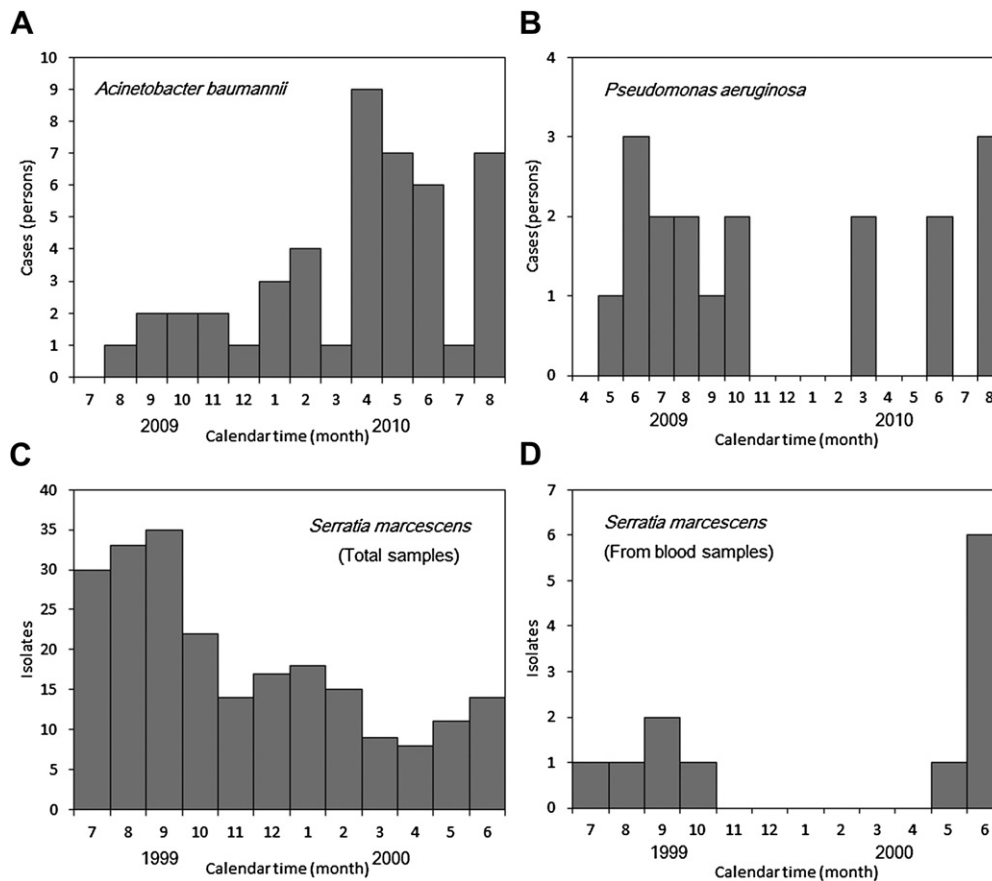 A
Acinetobacter baumannii
Cases (persons)
10
9
8
7
6
5
4
3
2
1
0
7 8 9 10 11 12 1 2 3 4 5 6 7 8
2009 2010
Calendar time (month)
B
Pseudomonas aeruginosa
Cases (persons)
4
3
2
1
0
4 5 6 7 8 9 10 11 12 1 2 3 4 5 6 7 8
2009 2010
Calendar time (month)
C
Serratia marcescens
(Total samples)
Isolates
40
35
30
25
20
15
10
5
0
7 8 9 10 11 12 1 2 3 4 5 6
1999 2000
Calendar time (month)
D
Serratia marcescens
(From blood samples)
Isolates
7
6
5
4
3
2
1
0
7 8 9 10 11 12 1 2 3 4 5 6
1999 2000
Calendar time (month)